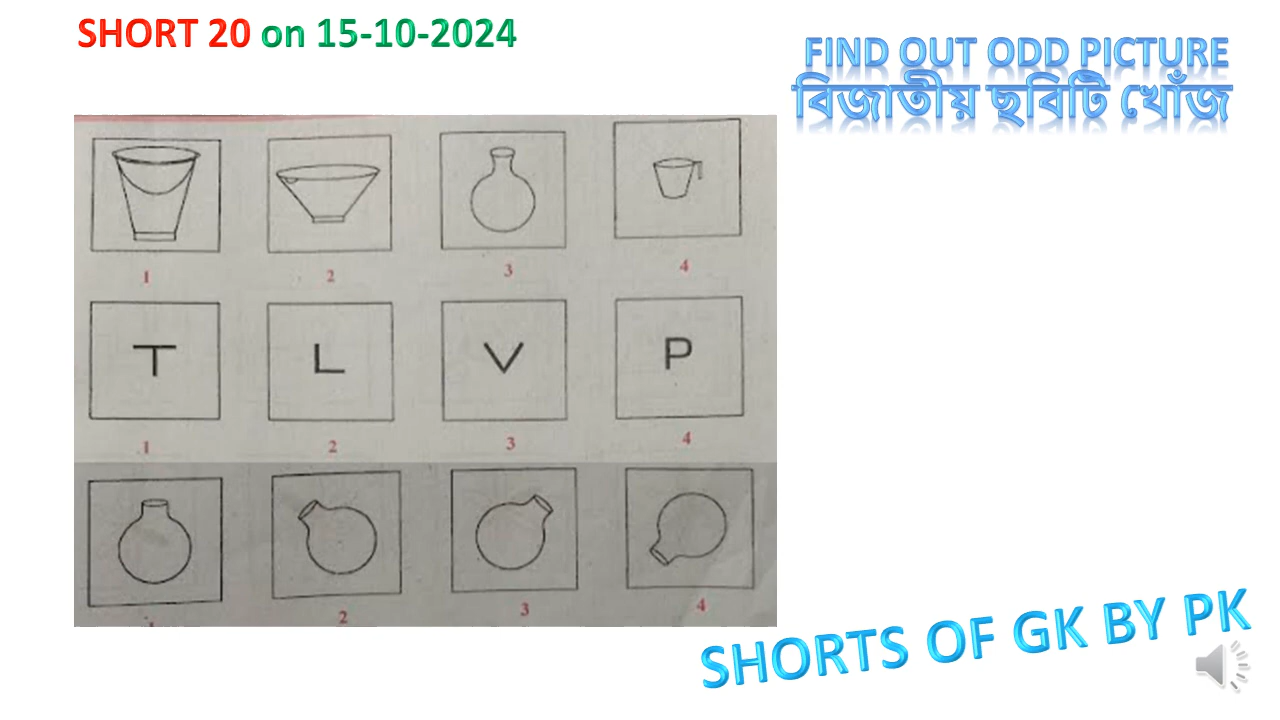 SHORT 20 on 15-10-2024
FIND OUT ODD PICTURE
বিজাতীয় ছবিটি খোঁজ
1 2 3 4
T L V P
1 2 3 4
2 3 4
SHORTS OF GK BY PK